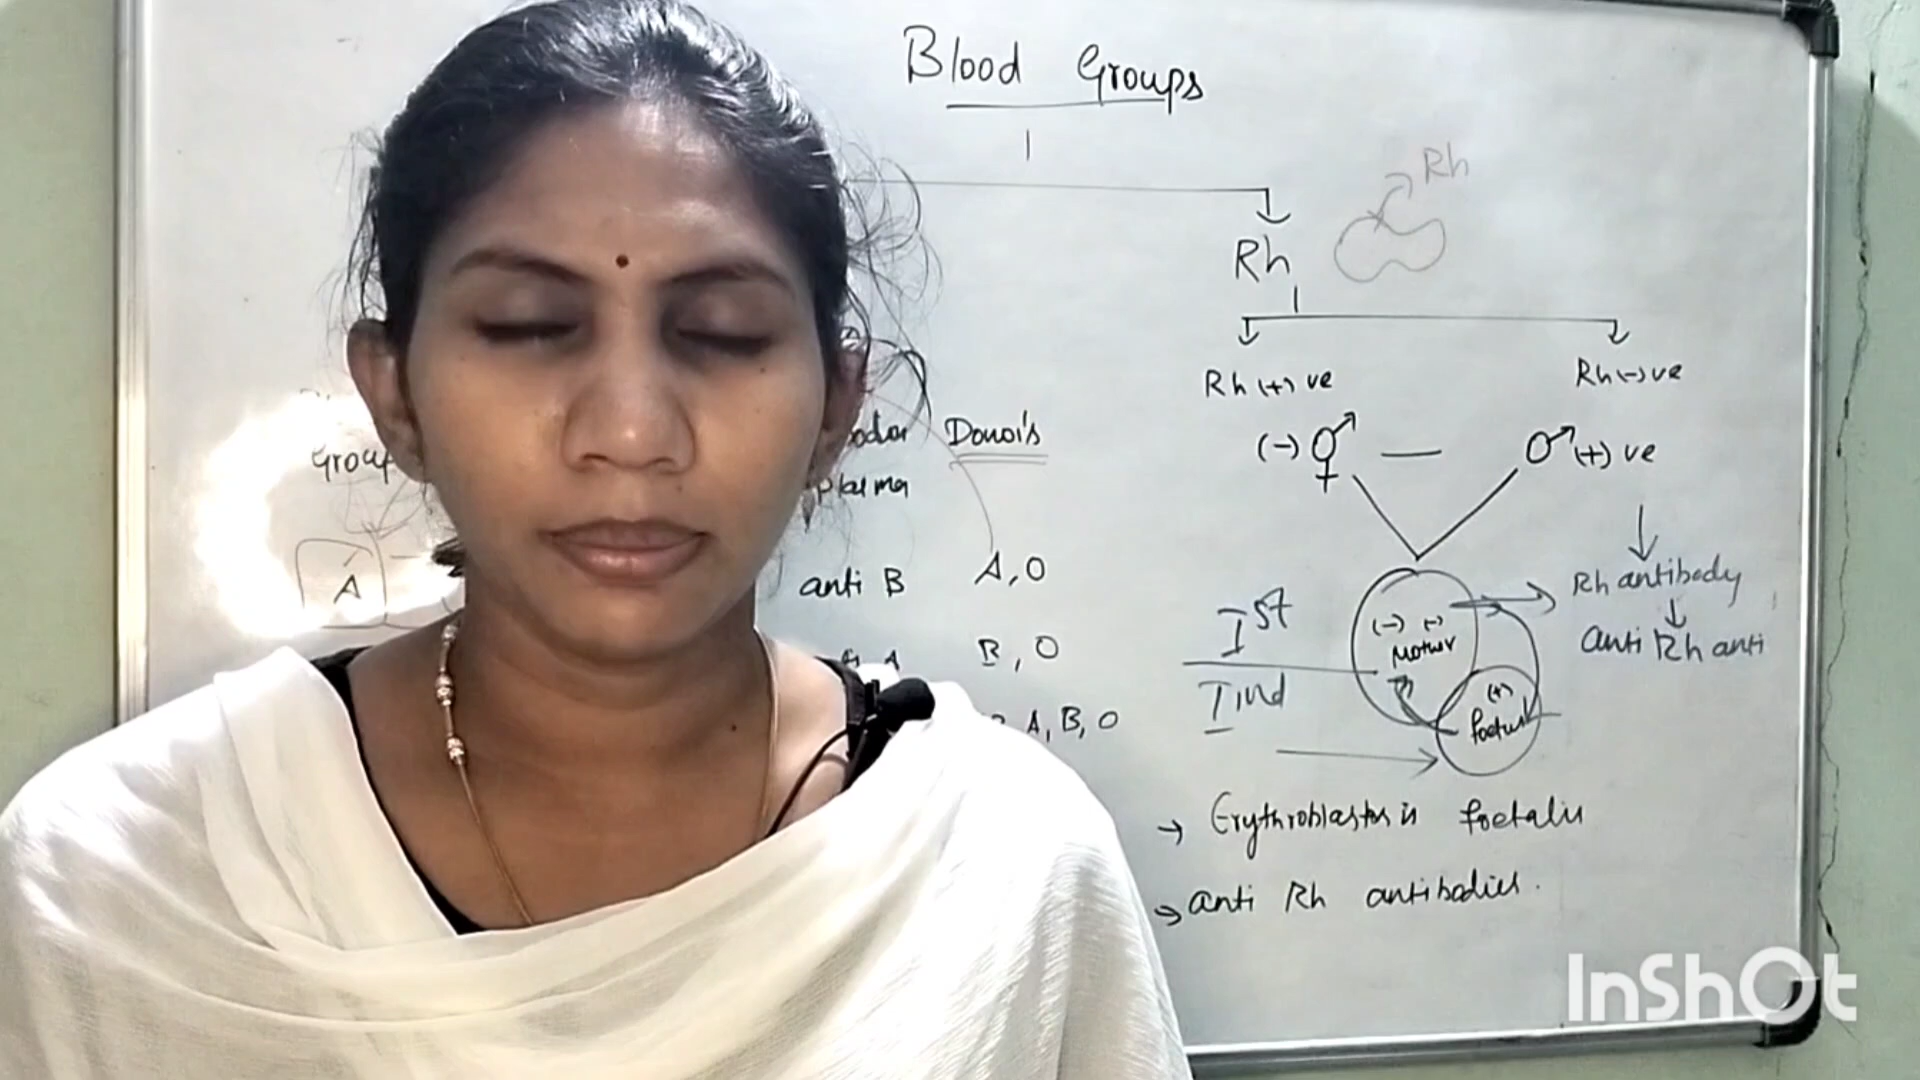 Blood Groups
Rh
Rh
Rh (+) ve
Rh (-) ve
(-)
(+) ve
Group
Donor's
plasma
A
anti B
A, O
B, O
A, B, O
Ist
IInd
(-) (-)
Mother
(+)
foetus
Rh antibody
anti Rh anti
→ Erythroblastosis foetalis
→ anti Rh antibodies.
InShOt